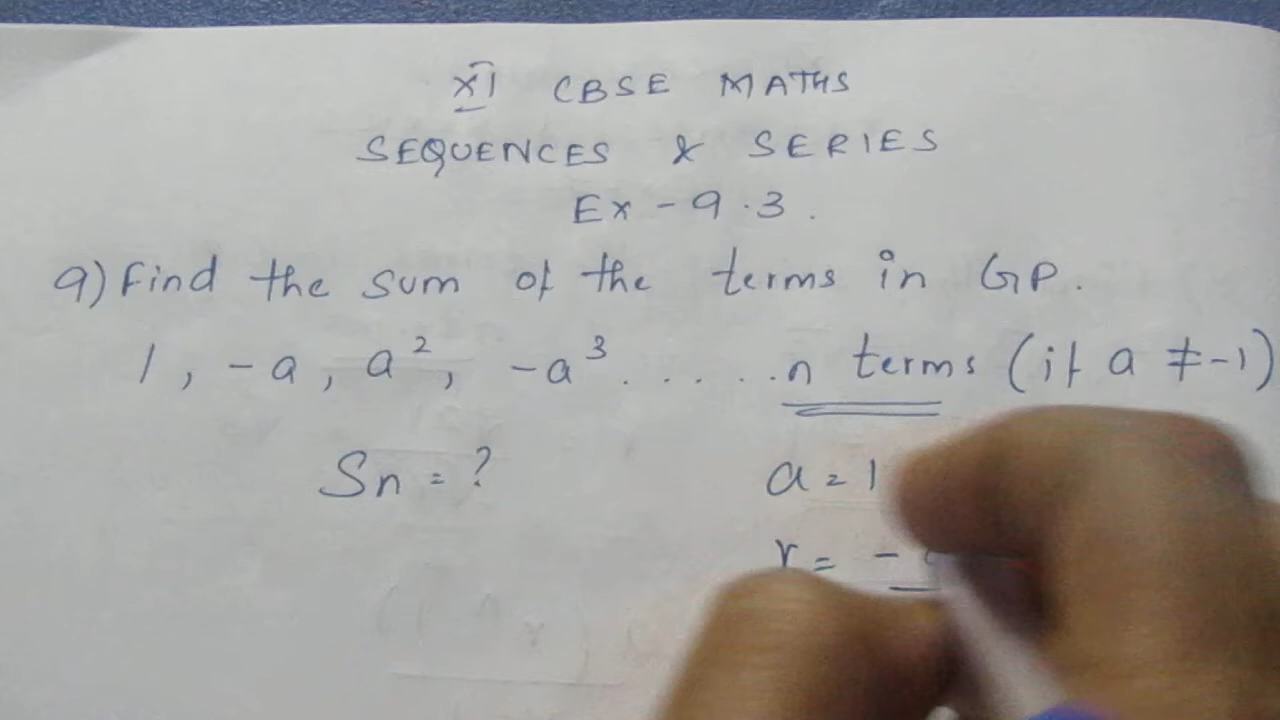 XI CBSE MATHS
SEQUENCES & SERIES
Ex - 9.3.
9) Find the sum of the terms in GP.
1, -a, a², -a³ . . . . . n terms (if a ≠ -1)
Sn = ?
a = 1
r = -